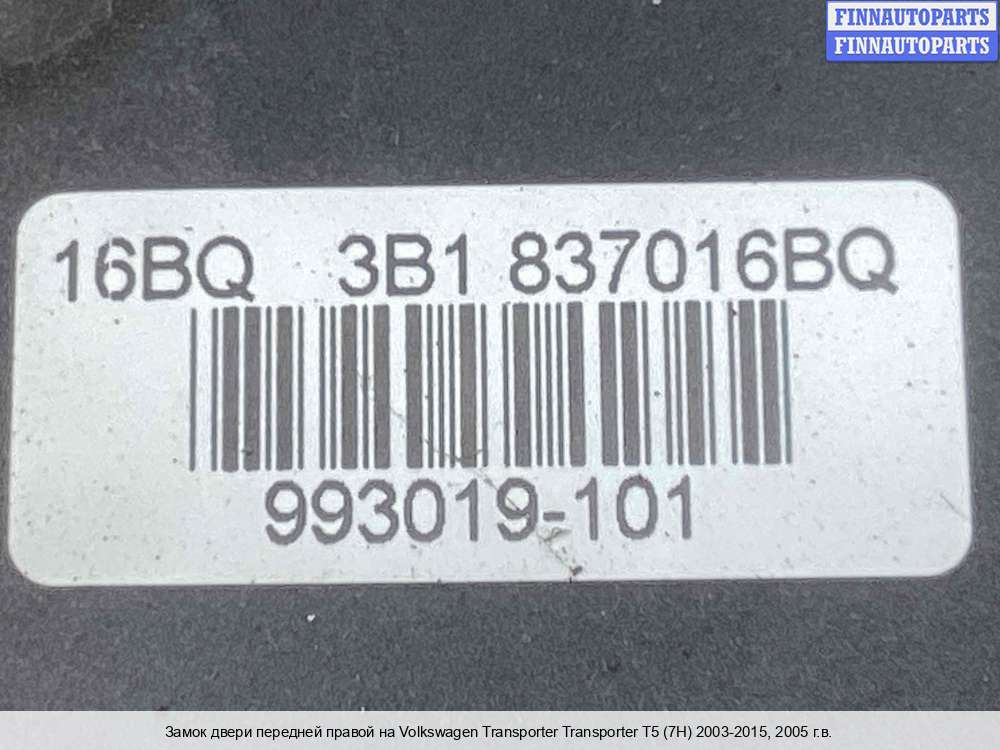 FINNAUTOPARTS
FINNAUTOPARTS
16BQ 3B1 837016BQ
993019-101
Замок двери передней правой на Volkswagen Transporter Transporter T5 (7H) 2003-2015, 2005 г.в.